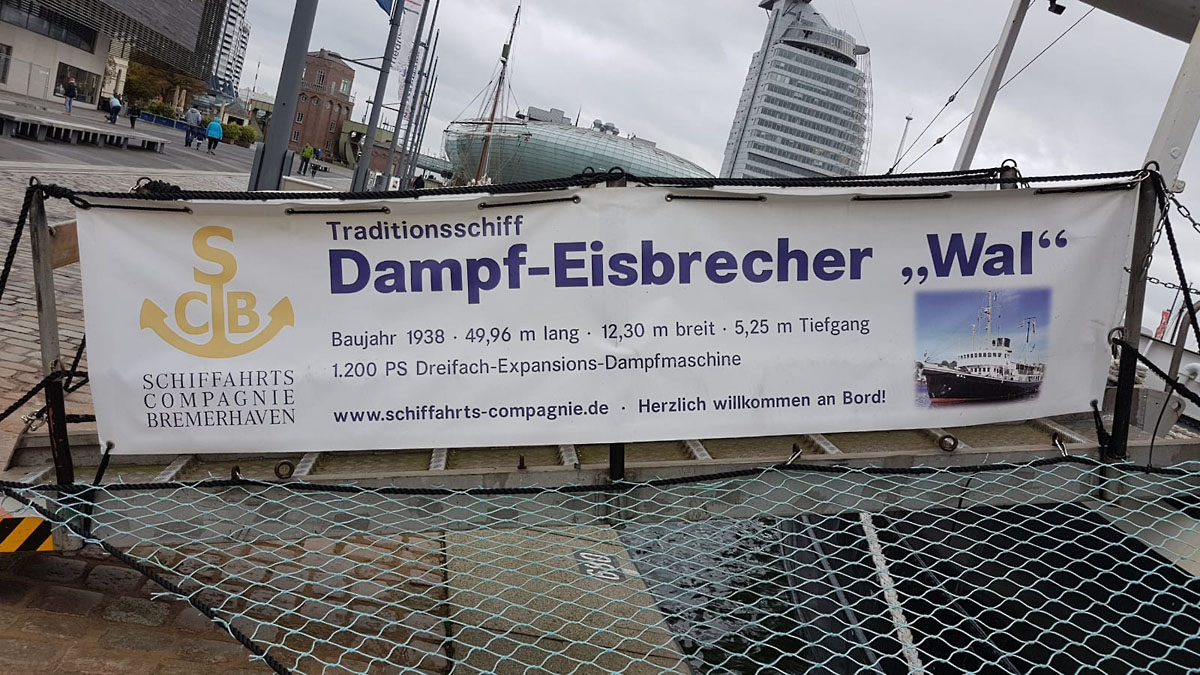 Traditionsschiff
Dampf-Eisbrecher „Wal“
Baujahr 1938 · 49,96 m lang · 12,30 m breit · 5,25 m Tiefgang
1.200 PS Dreifach-Expansions-Dampfmaschine
www.schiffahrts-compagnie.de · Herzlich willkommen an Bord!
SCB
SCHIFFAHRTS
COMPAGNIE
BREMERHAVEN